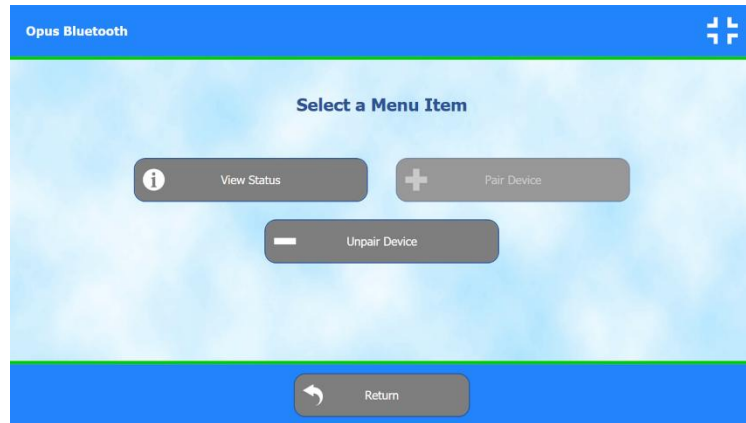 Opus Bluetooth
Select a Menu Item
View Status
Pair Device
Unpair Device
Return